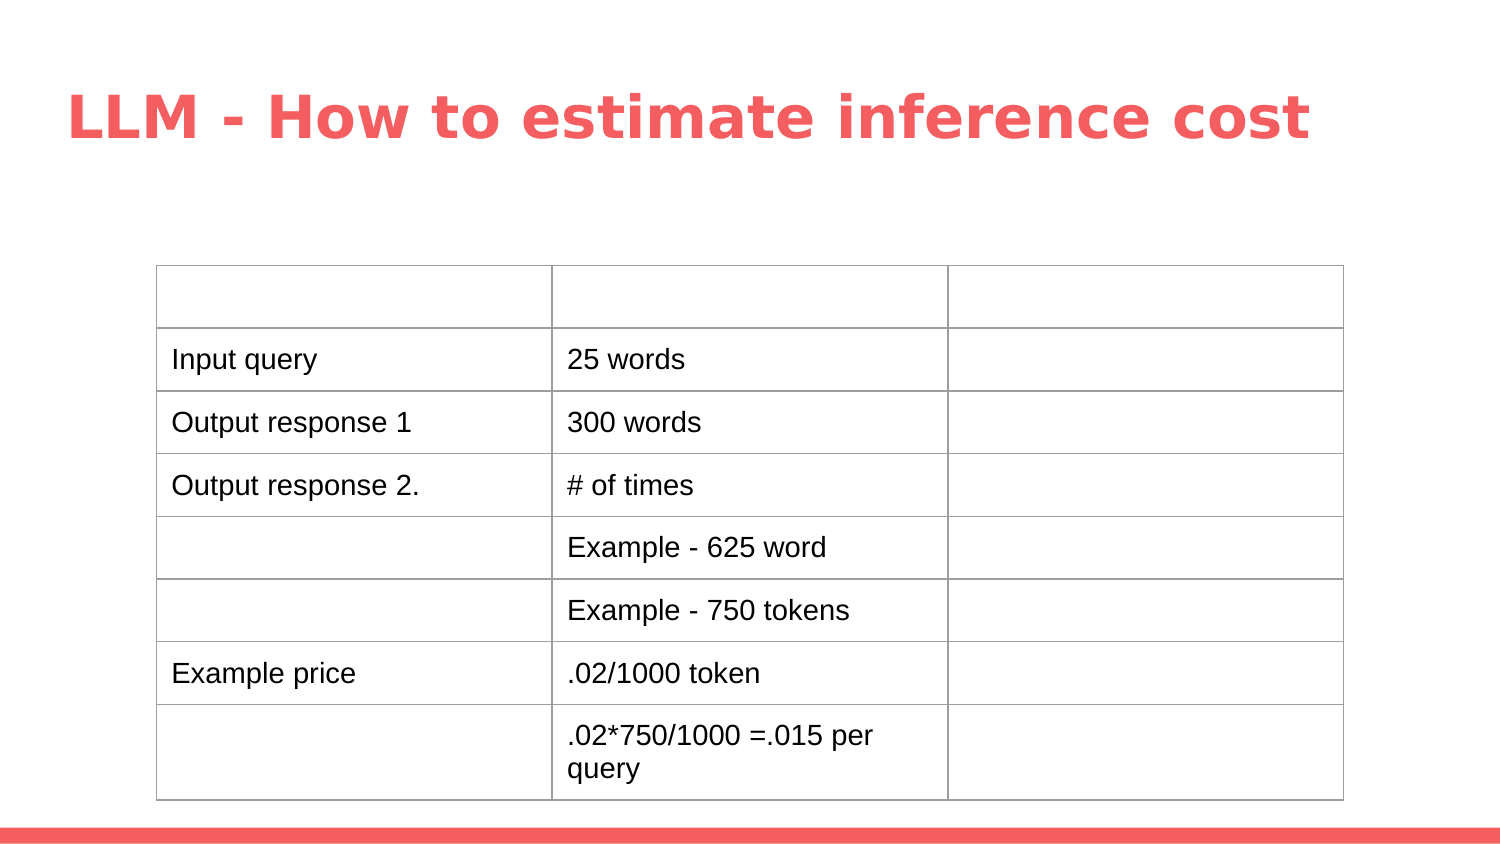 LLM - How to estimate inference cost
Input query
25 words
Output response 1
300 words
Output response 2.
# of times
Example - 625 word
Example - 750 tokens
Example price
.02/1000 token
.02*750/1000 =.015 per
query